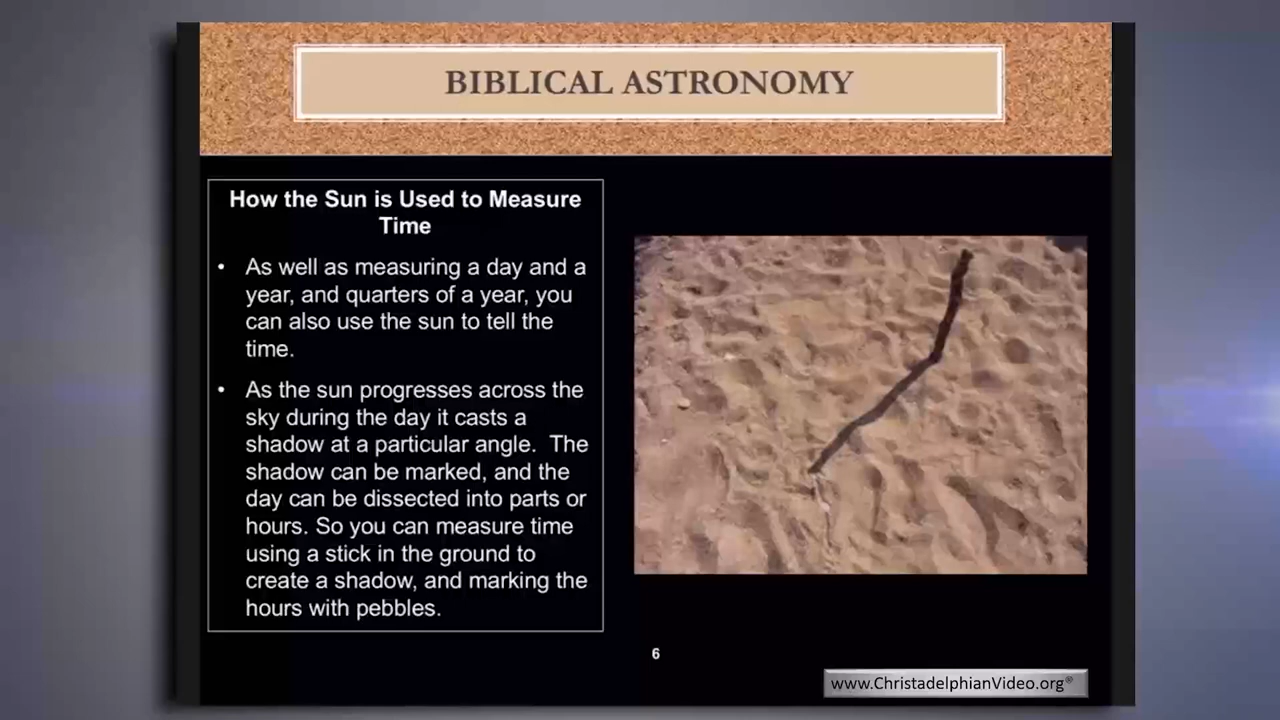 BIBLICAL ASTRONOMY
How the Sun is Used to Measure
Time
• As well as measuring a day and a
year, and quarters of a year, you
can also use the sun to tell the
time.
• As the sun progresses across the
sky during the day it casts a
shadow at a particular angle.  The
shadow can be marked, and the
day can be dissected into parts or
hours. So you can measure time
using a stick in the ground to
create a shadow, and marking the
hours with pebbles.
6
www.ChristadelphianVideo.org®